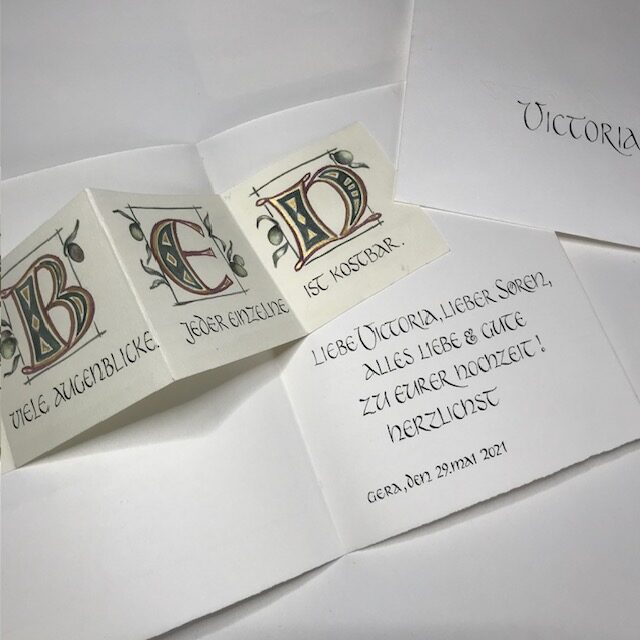 VICTORIA
B
VIELE AUGENBLICKE.
E
JEDER EINZELNE
N
IST KOSTBAR.
LIEBE VICTORIA, LIEBER SØREN,
ALLES LIEBE & GUTE
ZU EURER HOCHZEIT!
HERZLICHST
GERA, DEN 29.MAI 2021